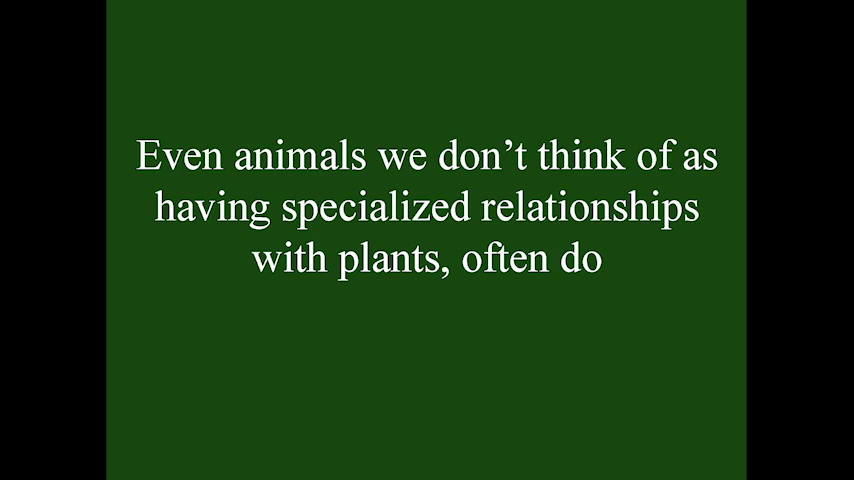 Even animals we don’t think of as
having specialized relationships
with plants, often do